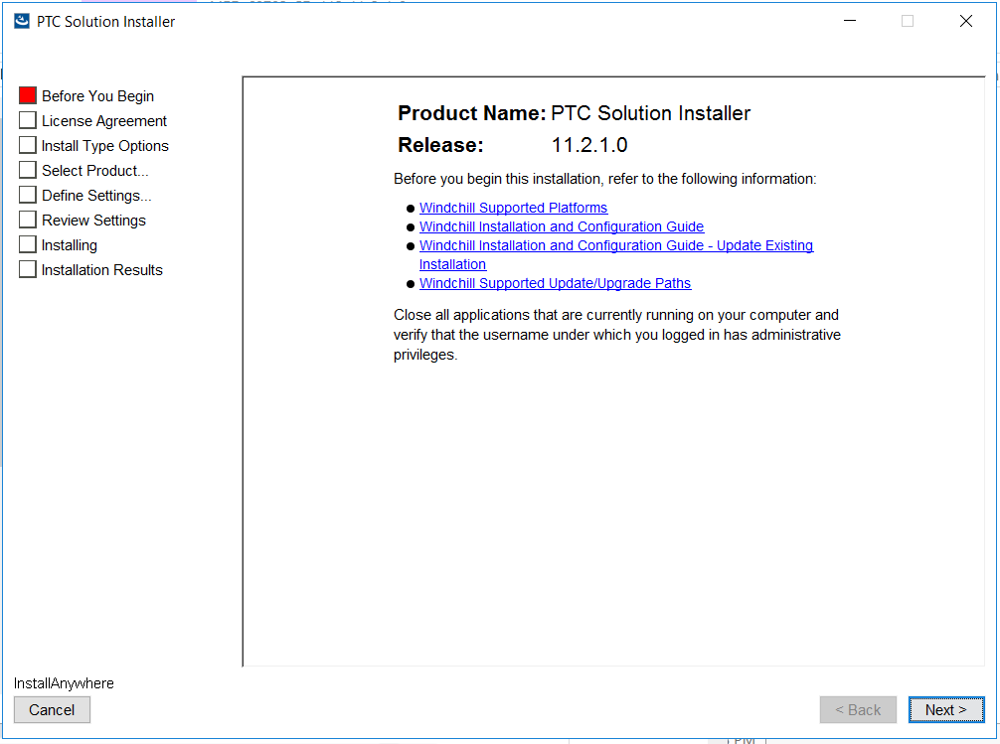 PTC Solution Installer
Before You Begin
License Agreement
Install Type Options
Select Product...
Define Settings...
Review Settings
Installing
Installation Results
Product Name: PTC Solution Installer
Release: 11.2.1.0
Before you begin this installation, refer to the following information:
Windchill Supported Platforms
Windchill Installation and Configuration Guide
Windchill Installation and Configuration Guide - Update Existing
Installation
Windchill Supported Update/Upgrade Paths
Close all applications that are currently running on your computer and
verify that the username under which you logged in has administrative
privileges.
InstallAnywhere
Cancel
< Back
Next >